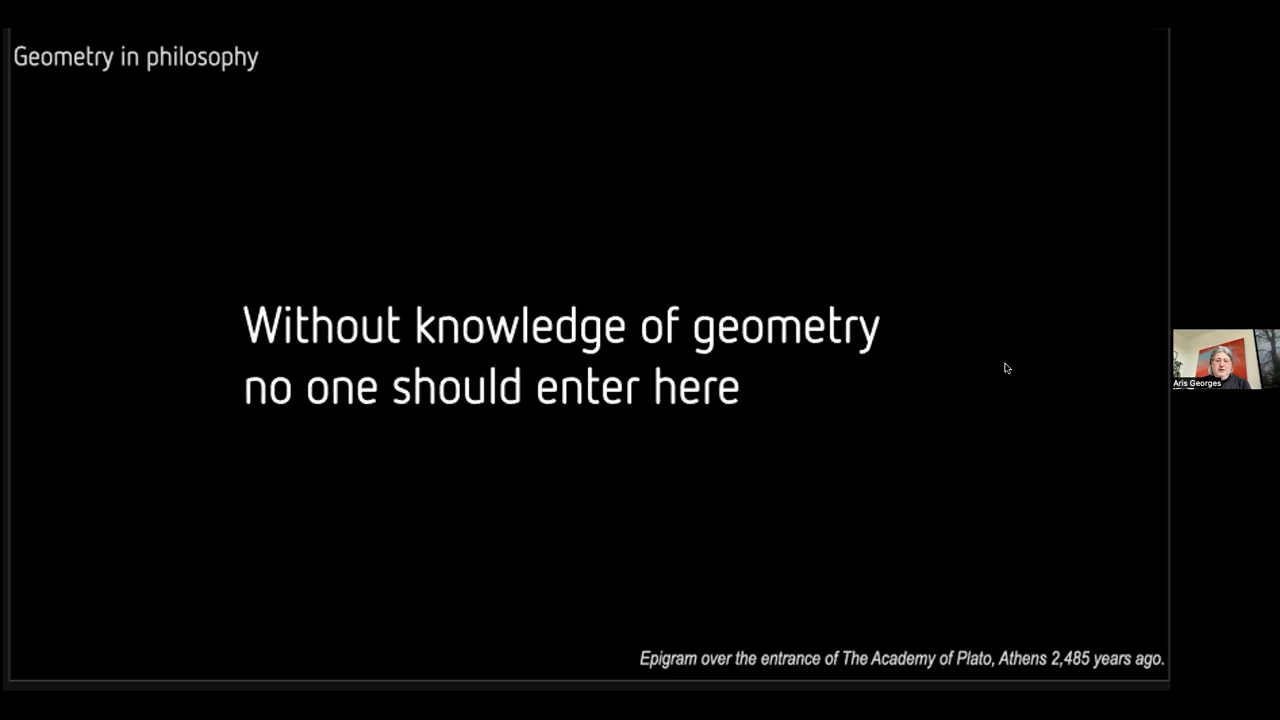 Geometry in philosophy
Without knowledge of geometry
no one should enter here
Aris Georges
Epigram over the entrance of The Academy of Plato, Athens 2,485 years ago.